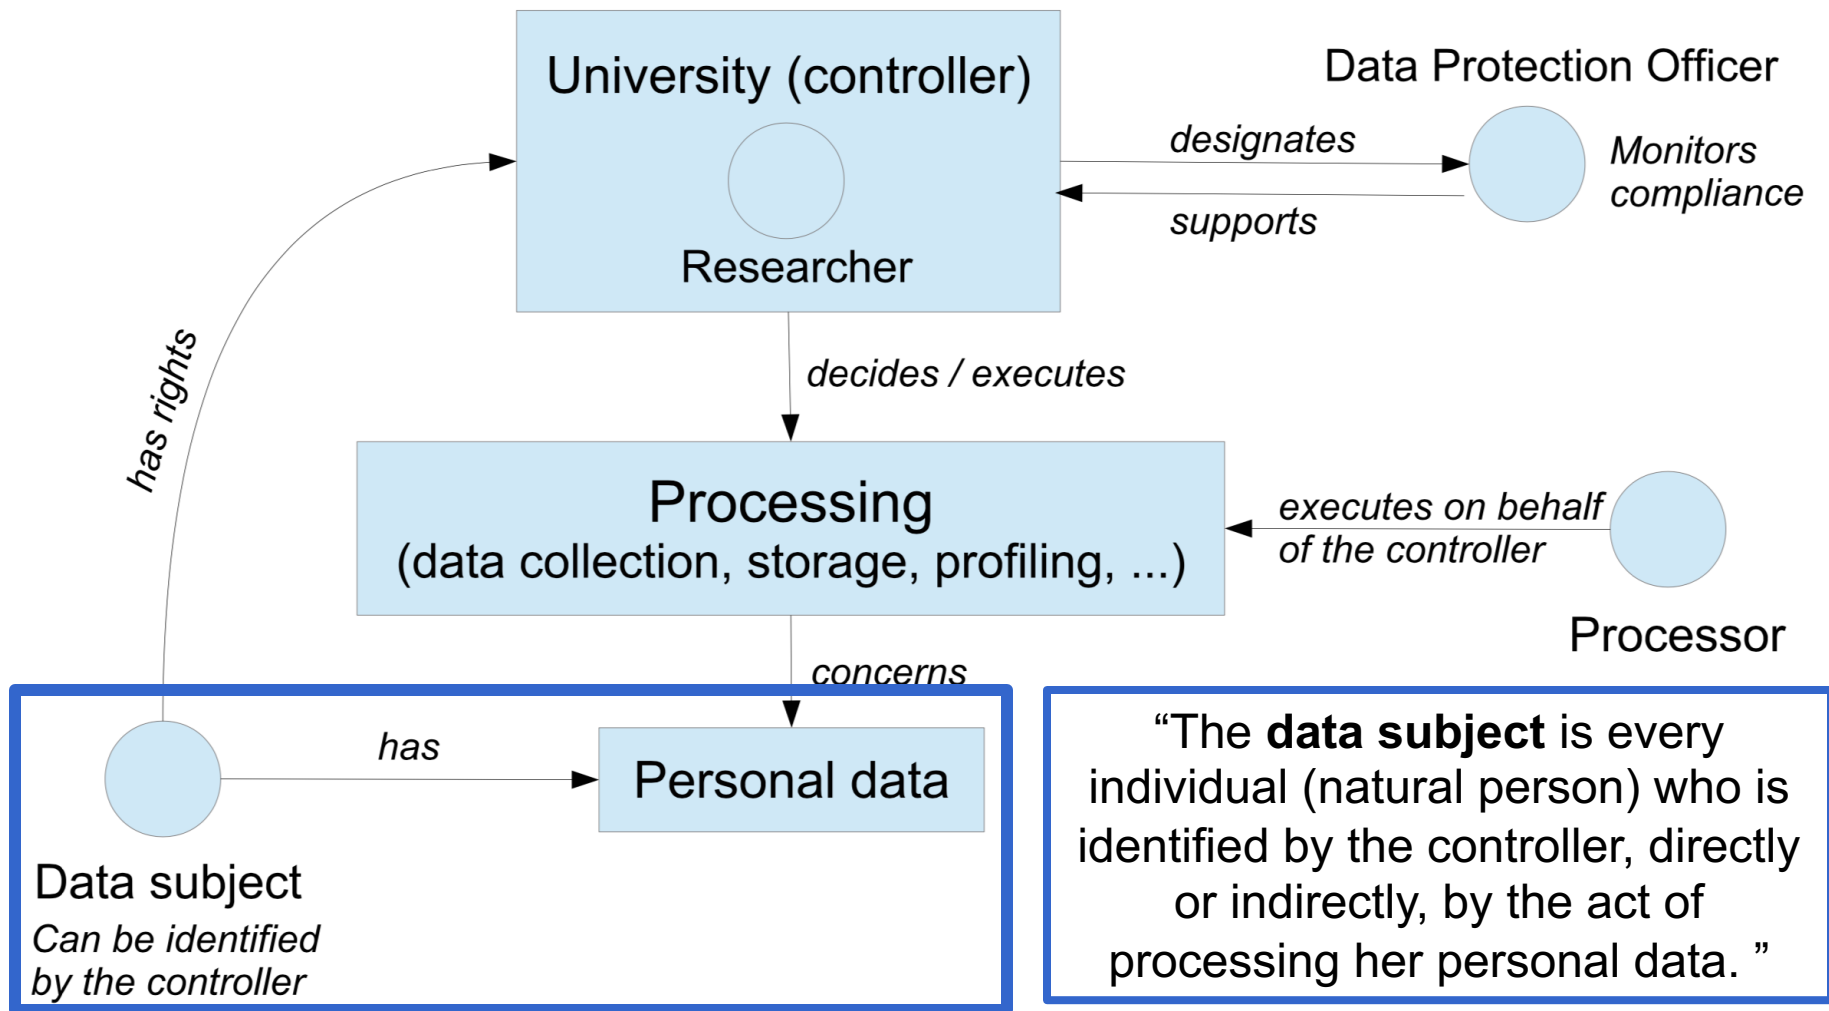 University (controller)
Researcher
Data Protection Officer
designates
Monitors
compliance
supports
has rights
decides / executes
Processing
(data collection, storage, profiling, ...)
executes on behalf
of the controller
Processor
concerns
has
Personal data
Data subject
Can be identified
by the controller
“The data subject is every
individual (natural person) who is
identified by the controller, directly
or indirectly, by the act of
processing her personal data. ”